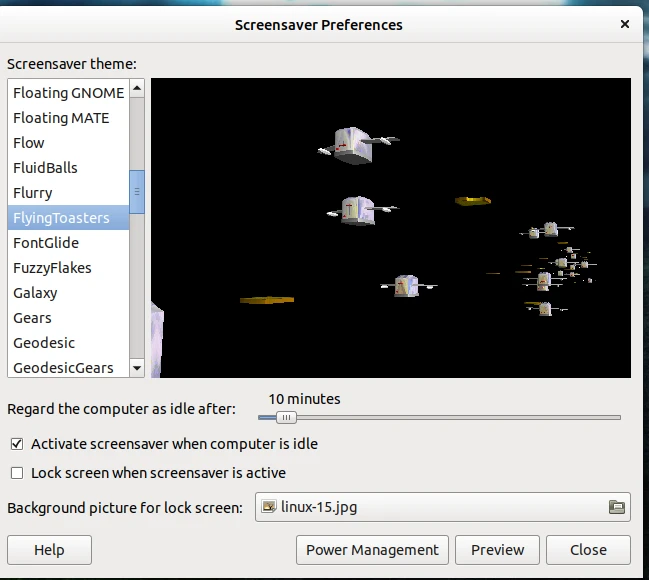 Screensaver Preferences
Screensaver theme:
Floating GNOME
Floating MATE
Flow
FluidBalls
Flurry
FlyingToasters
FontGlide
FuzzyFlakes
Galaxy
Gears
Geodesic
GeodesicGears
10 minutes
Regard the computer as idle after:
Activate screensaver when computer is idle
Lock screen when screensaver is active
Background picture for lock screen: linux-15.jpg
Help Power Management Preview Close